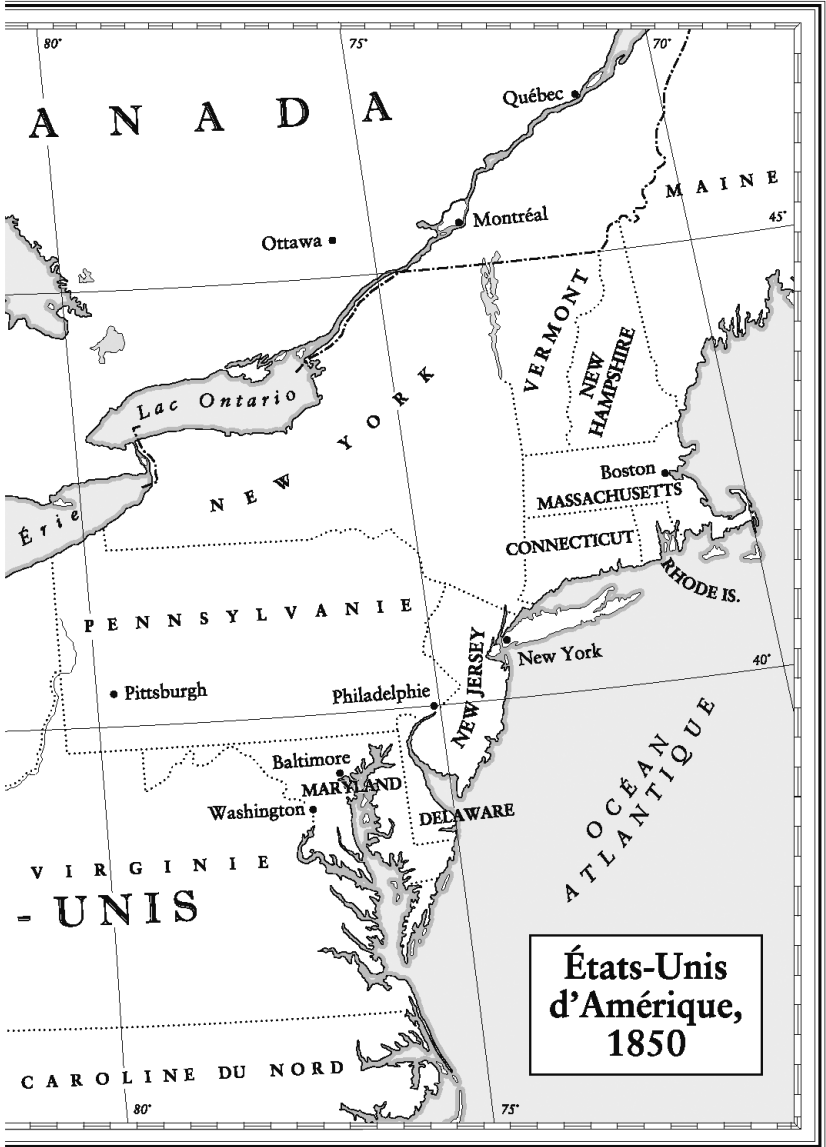 80°
75°
70°
ANADA
Québec
MAINE
45°
Montréal
Ottawa
VERMONT
NEW
HAMPSHIRE
Lac Ontario
NEW YORK
Boston
MASSACHUSETTS
Érie
CONNECTICUT
RHODE IS.
PENNSYLVANIE
New York
40°
NEW JERSEY
Pittsburgh
Philadelphie
OCÉAN
ATLANTIQUE
Baltimore
MARYLAND
Washington
DELAWARE
VIRGINIE
-UNIS
États-Unis
d’Amérique,
1850
CAROLINE DU NORD
80°
75°